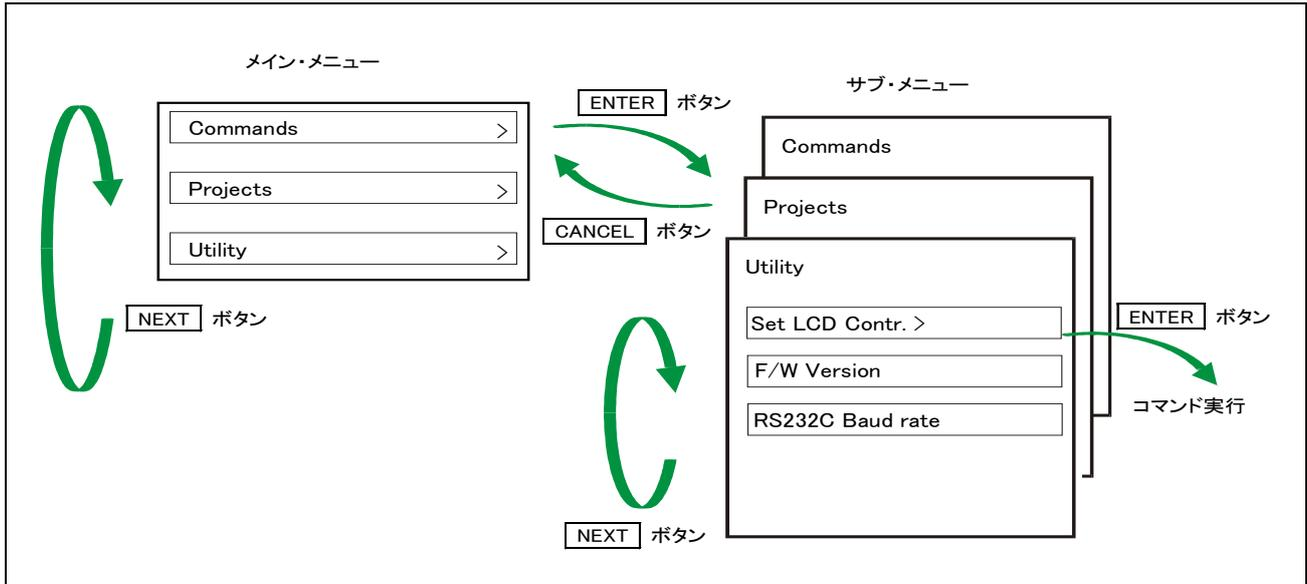 メイン・メニュー
Commands >
Projects >
Utility >
NEXT ボタン
ENTER ボタン
CANCEL ボタン
サブ・メニュー
Commands
Projects
Utility
Set LCD Contr. >
F/W Version
RS232C Baud rate
NEXT ボタン
ENTER ボタン
コマンド実行